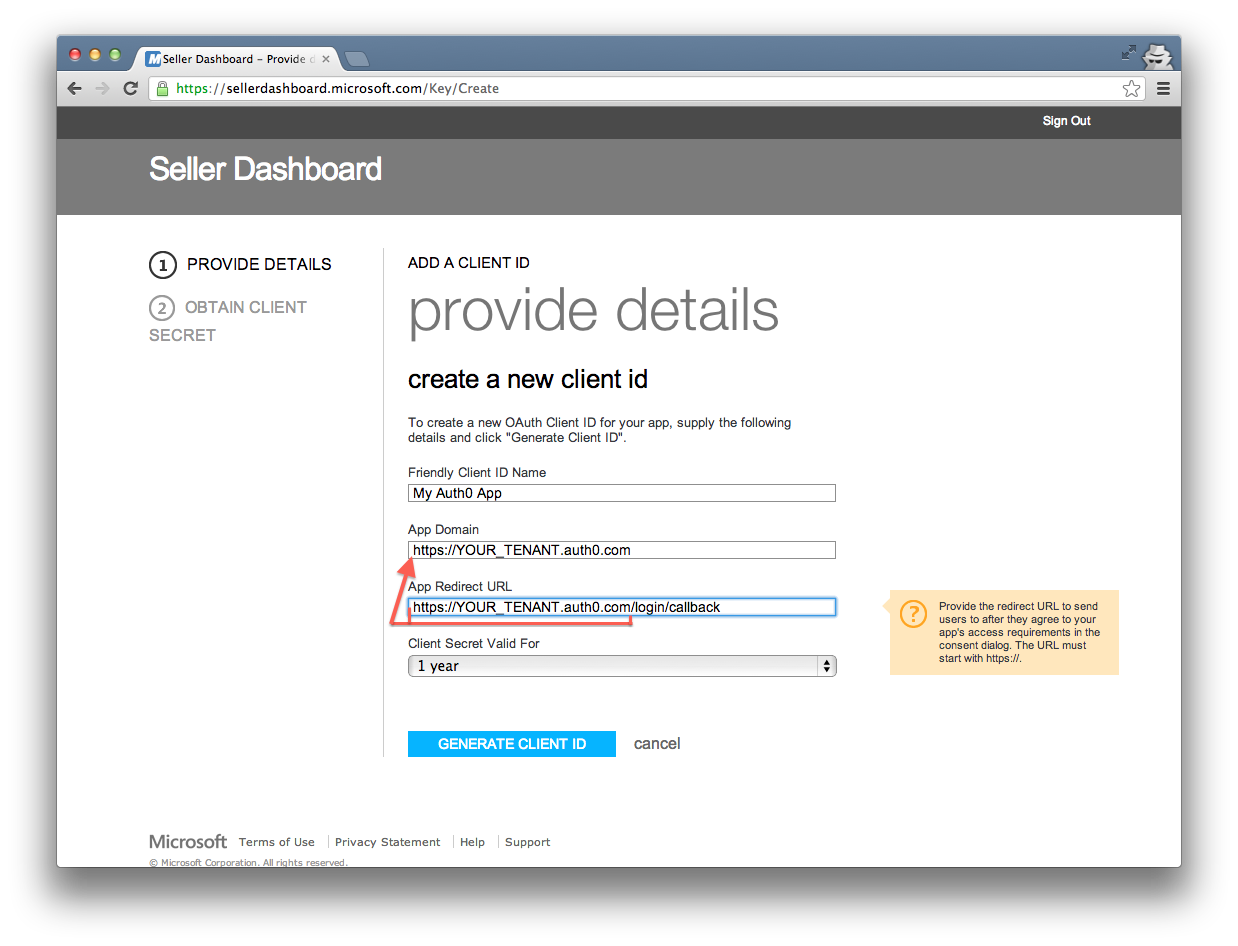 Seller Dashboard – Provide d
https://sellerdashboard.microsoft.com/Key/Create
Sign Out
Seller Dashboard
1 PROVIDE DETAILS
2 OBTAIN CLIENT
SECRET
ADD A CLIENT ID
provide details
create a new client id
To create a new OAuth Client ID for your app, supply the following
details and click "Generate Client ID".
Friendly Client ID Name
My Auth0 App
App Domain
https://YOUR_TENANT.auth0.com
App Redirect URL
https://YOUR_TENANT.auth0.com/login/callback
? Provide the redirect URL to send
users to after they agree to your
app's access requirements in the
consent dialog. The URL must
start with https://.
Client Secret Valid For
1 year
GENERATE CLIENT ID cancel
Microsoft Terms of Use Privacy Statement Help Support
© Microsoft Corporation. All rights reserved.